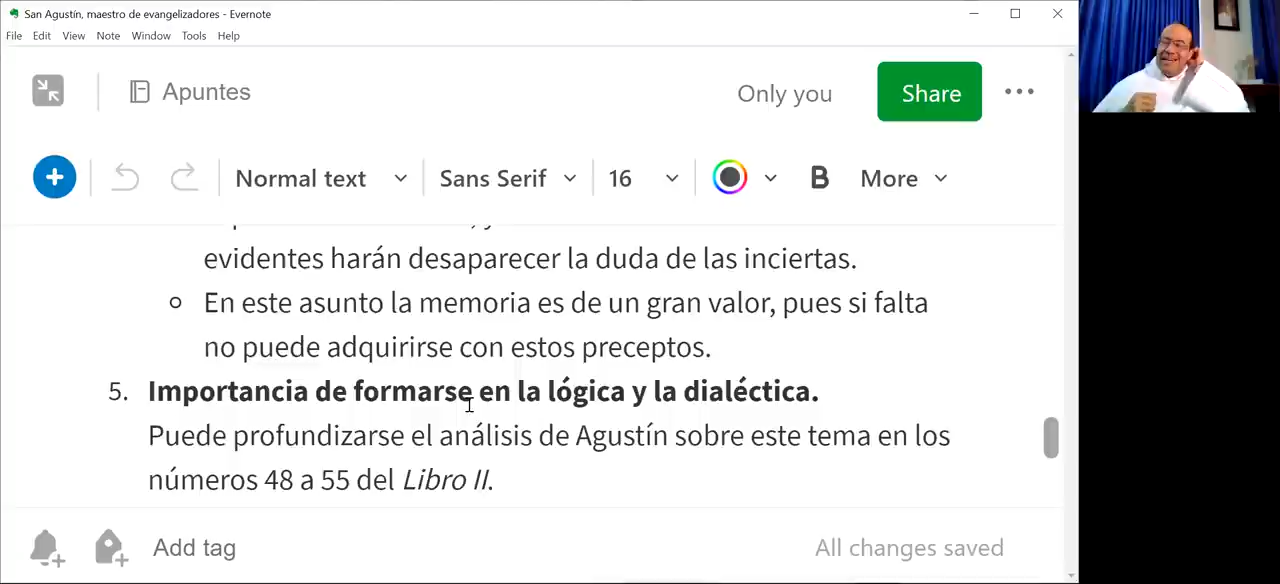 San Agustín, maestro de evangelizadores - Evernote
File Edit View Note Window Tools Help
Apuntes
Only you
Share
Normal text
Sans Serif
16
B
More
evidentes harán desaparecer la duda de las inciertas.
En este asunto la memoria es de un gran valor, pues si falta
no puede adquirirse con estos preceptos.
5. Importancia de formarse en la lógica y la dialéctica.
Puede profundizarse el análisis de Agustín sobre este tema en los
números 48 a 55 del Libro II.
Add tag
All changes saved